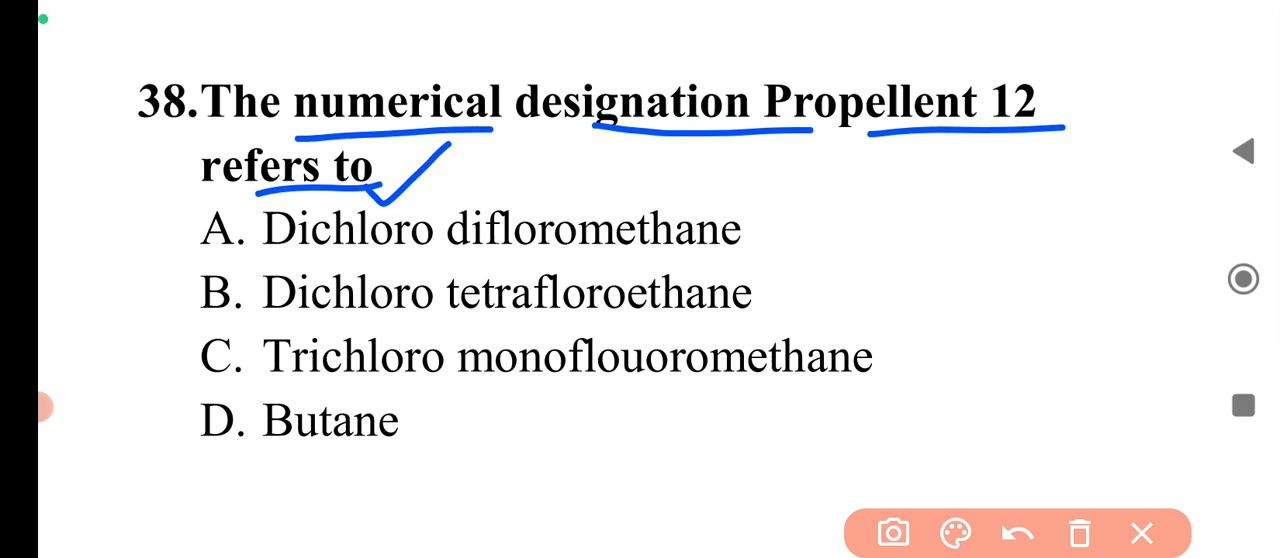 38.The numerical designation Propellent 12
refers to
A. Dichloro difloromethane
B. Dichloro tetrafloroethane
C. Trichloro monoflouoromethane
D. Butane